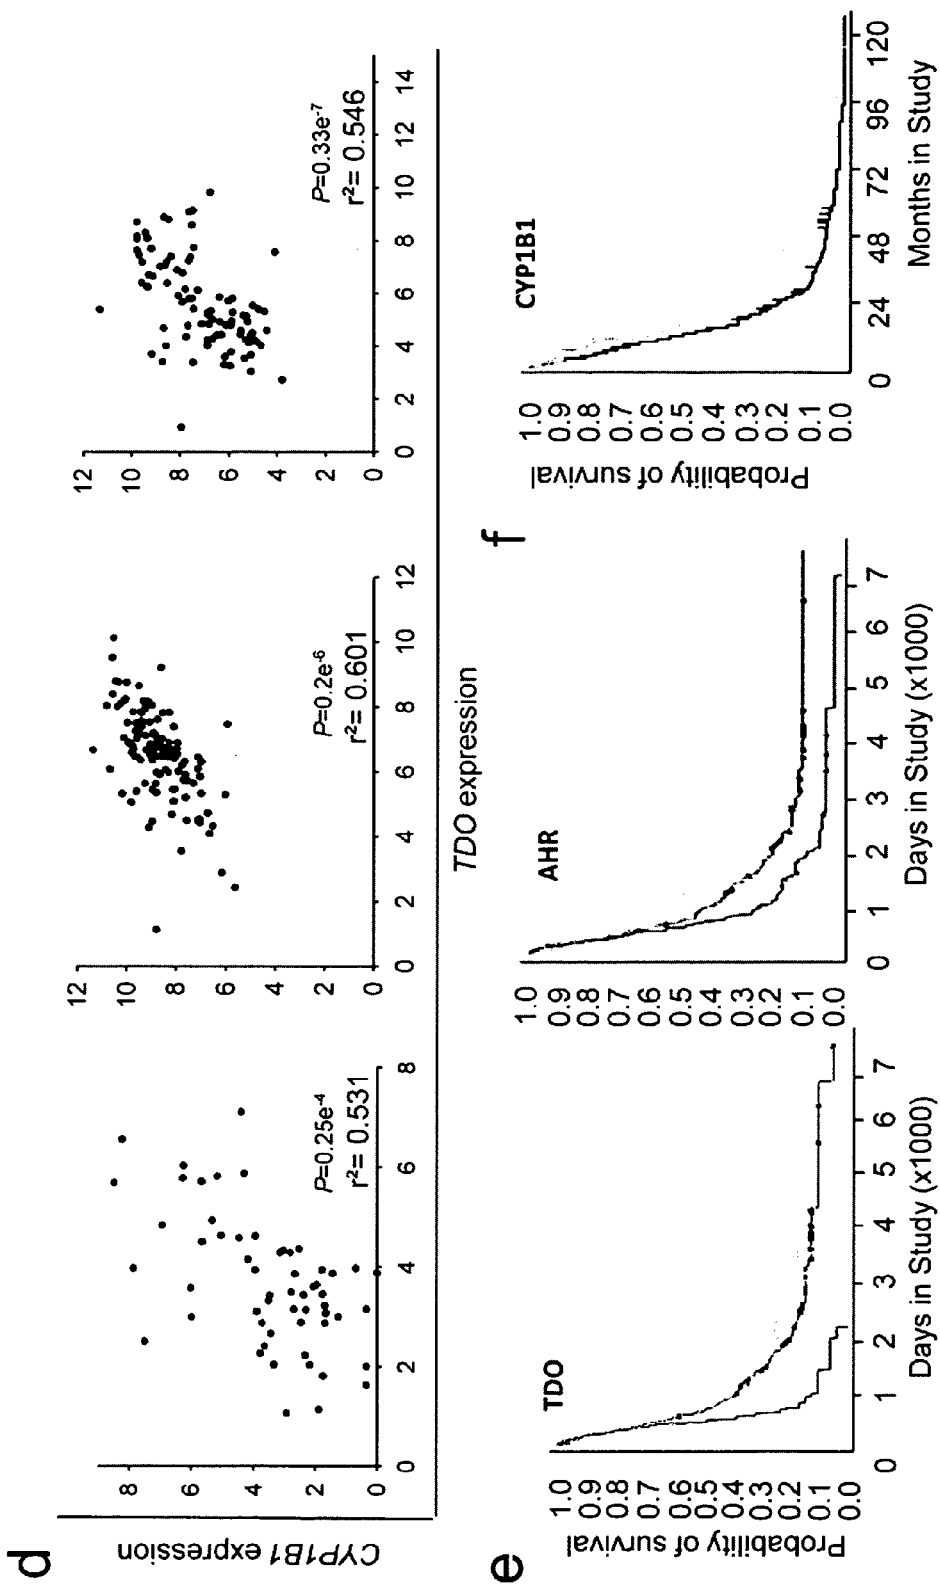 d
CYP1B1 expression
8
6
4
2
0
0 2 4 6 8
P=0.25e-4
r2= 0.531
12
10
8
6
4
2
0
0 2 4 6 8 10 12
P=0.2e-6
r2= 0.601
12
10
8
6
4
2
0
0 2 4 6 8 10 12 14
P=0.33e-7
r2= 0.546
TDO expression
e
TDO
Probability of survival
1.0
0.9
0.8
0.7
0.6
0.5
0.4
0.3
0.2
0.1
0.0
0 1 2 3 4 5 6 7
Days in Study (x1000)
AHR
1.0
0.9
0.8
0.7
0.6
0.5
0.4
0.3
0.2
0.1
0.0
0 1 2 3 4 5 6 7
Days in Study (x1000)
f
CYP1B1
Probability of survival
1.0
0.9
0.8
0.7
0.6
0.5
0.4
0.3
0.2
0.1
0.0
0 24 48 72 96 120
Months in Study